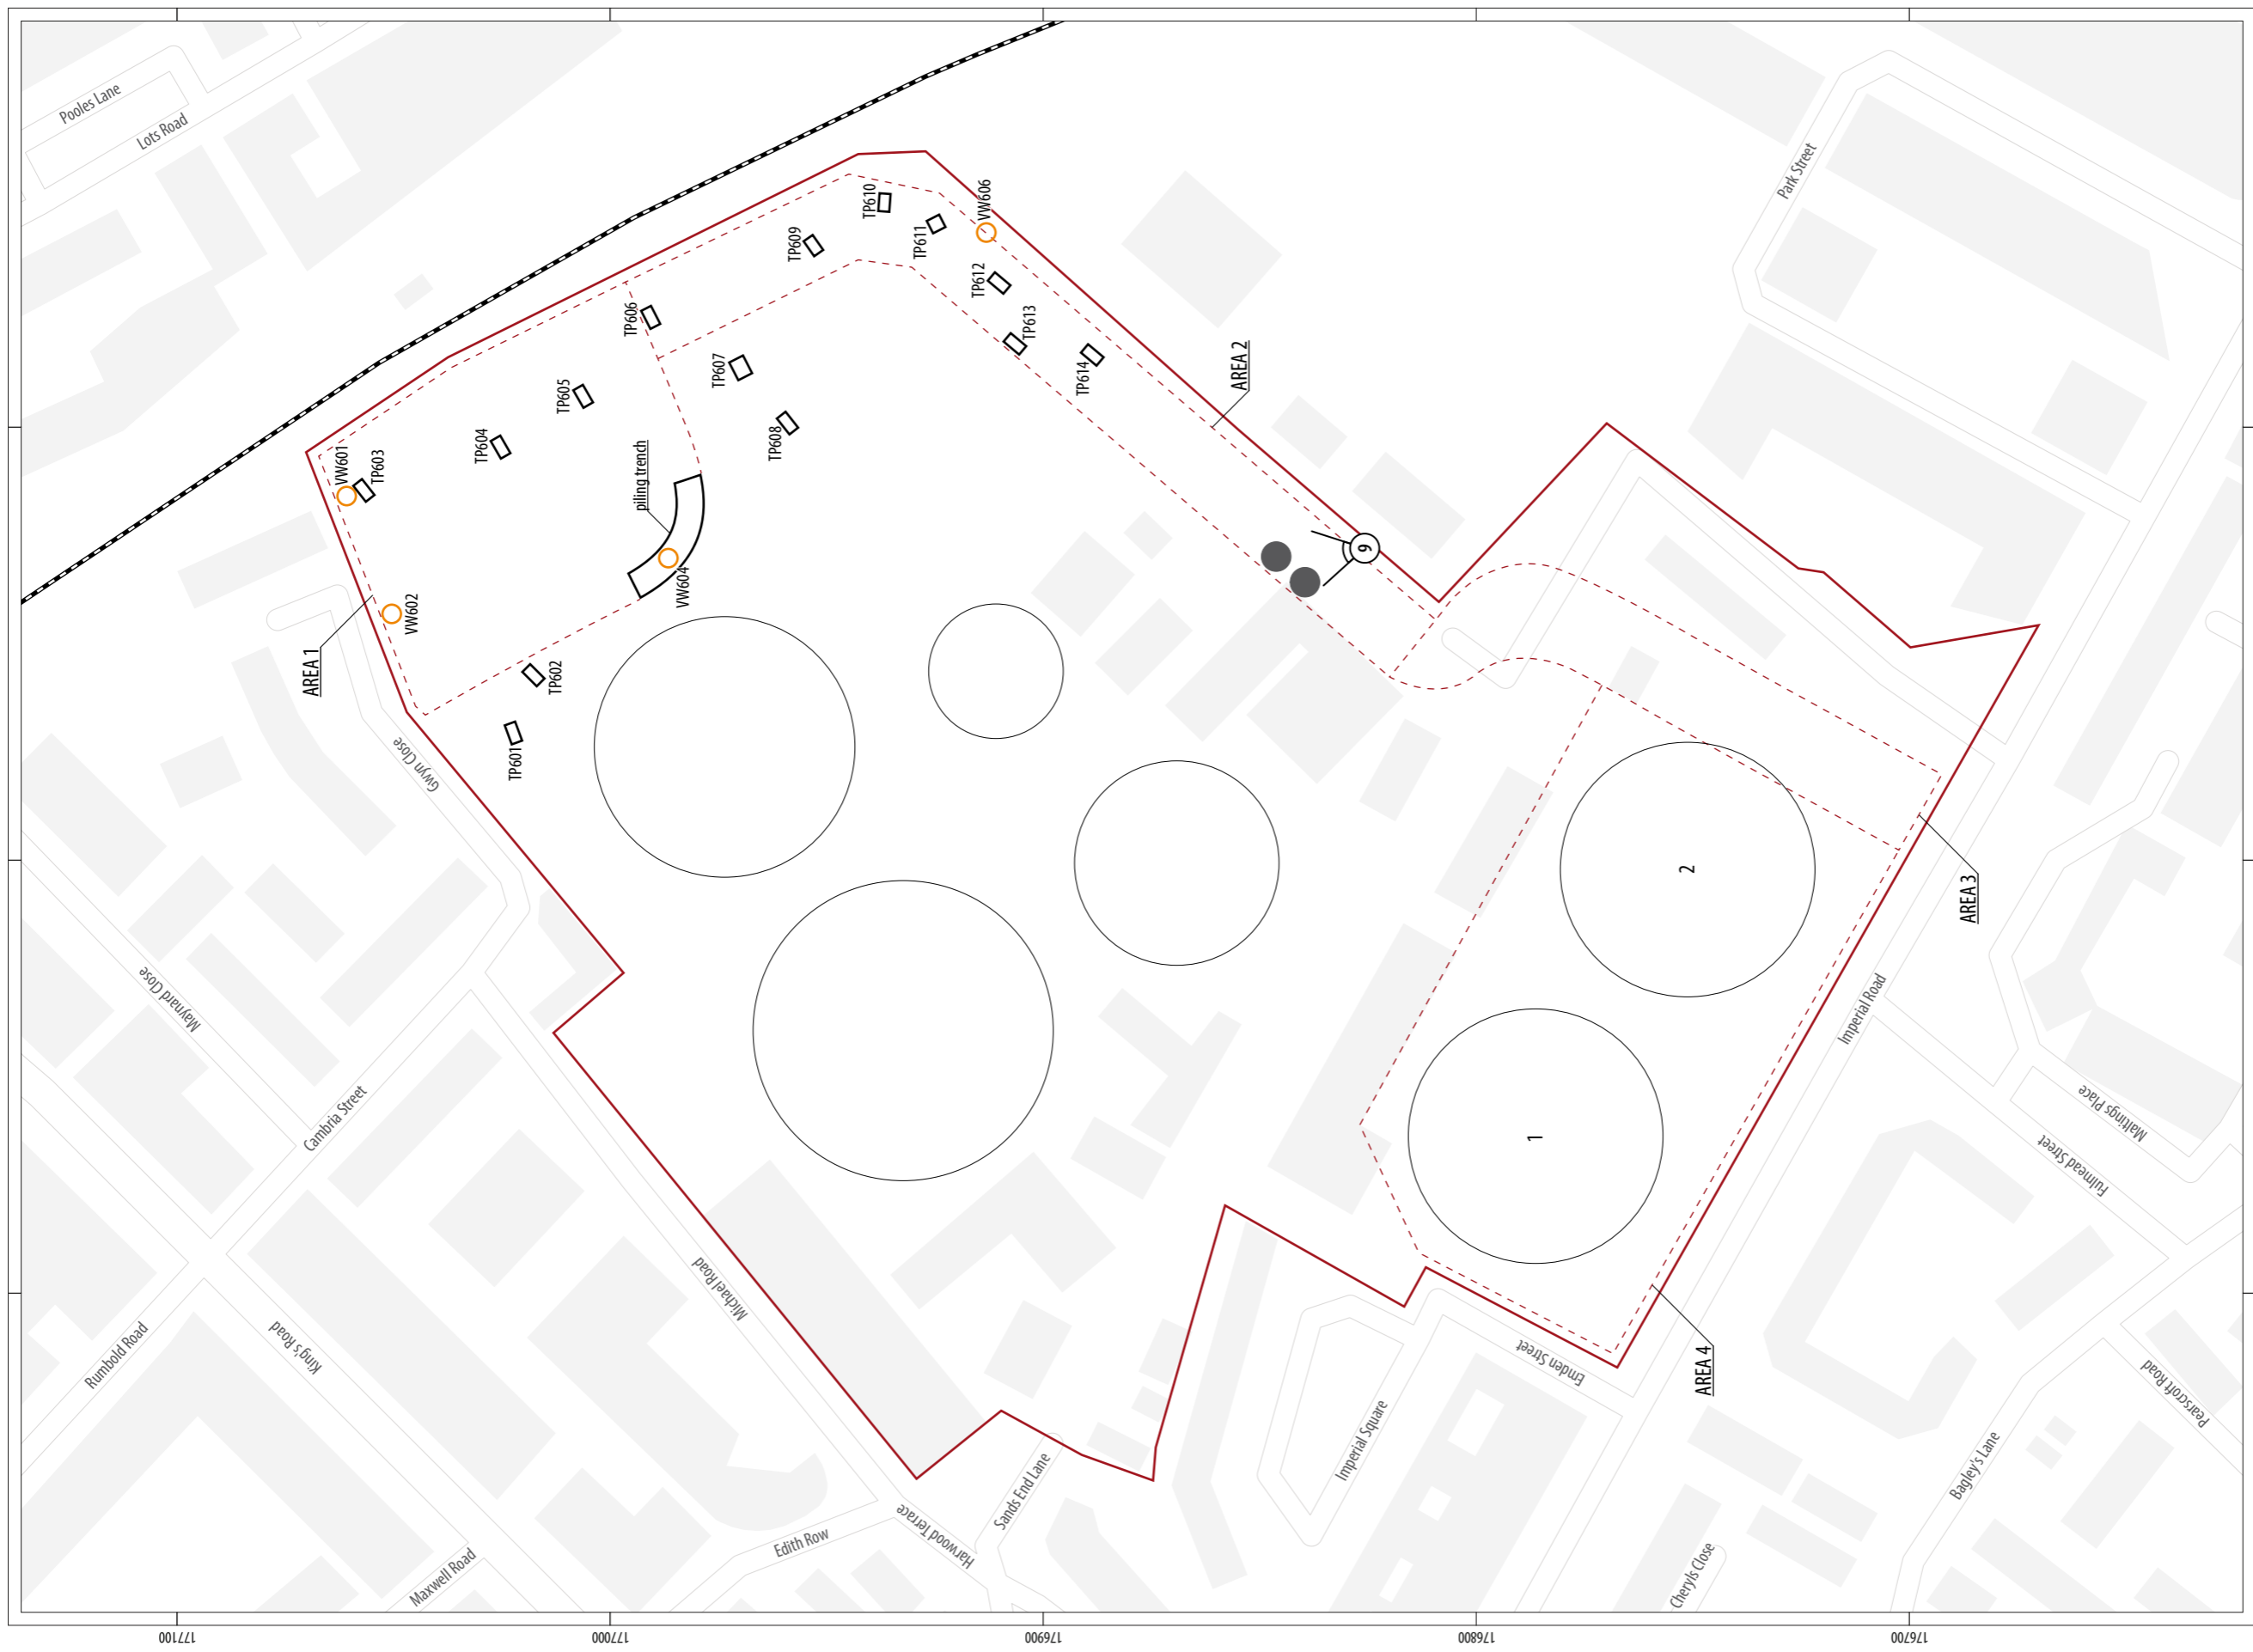 Pooles Lane
Lots Road
Park Street
TP610
VW606
TP609
TP611
TP612
TP606
TP613
TP607
TP614
AREA 2
TP605
TP608
TP604
VW601
TP603
piling trench
9
VW604
VW602
AREA 1
TP602
TP601
Gwyn Close
2
AREA 3
Maynard Close
Imperial Road
Cambria Street
1
Maltings Place
Fulmead Street
Michael Road
King's Road
Rumbold Road
Emden Street
AREA 4
Pearscroft Road
Imperial Square
Bagley's Lane
Sands End Lane
Harwood Terrace
Edith Row
Maxwell Road
Cheryls Close
177100
177000
176900
176800
176700